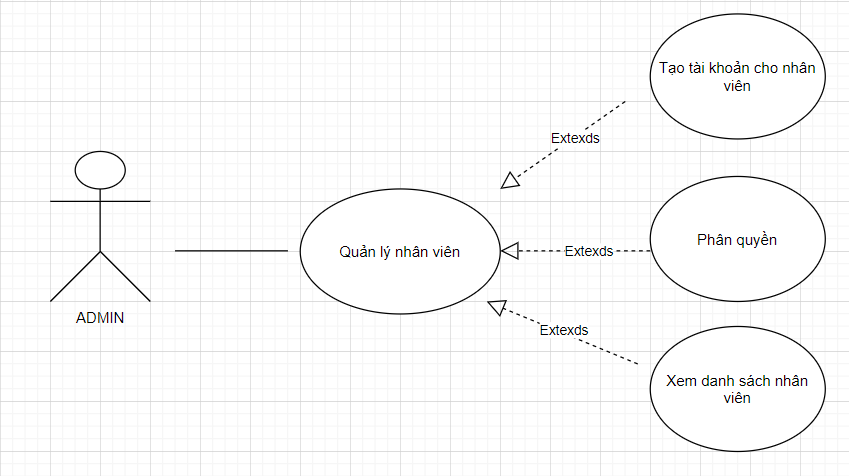 Tạo tài khoản cho nhân
viên
Extexds
Quản lý nhân viên
Extexds
Phân quyền
ADMIN
Extexds
Xem danh sách nhân
viên